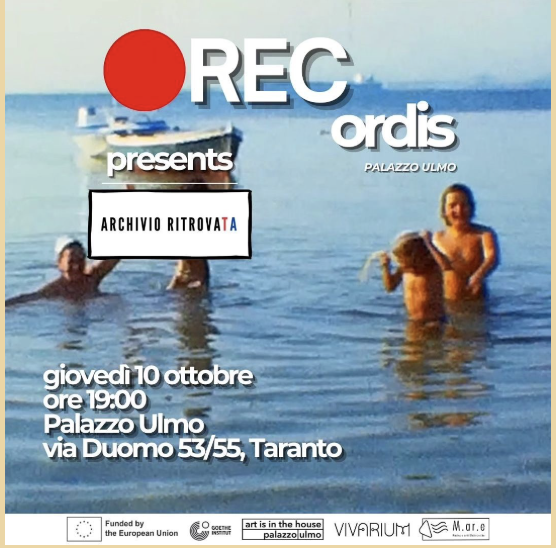 REC
ordis
PALAZZO ULMO
presents
ARCHIVIO RITROVATA
giovedì 10 ottobre
ore 19:00
Palazzo Ulmo
via Duomo 53/55, Taranto
Funded by
the European Union
GOETHE
INSTITUT
art is in the house
palazzo|ulmo
VIVARIUM
M.ar.e